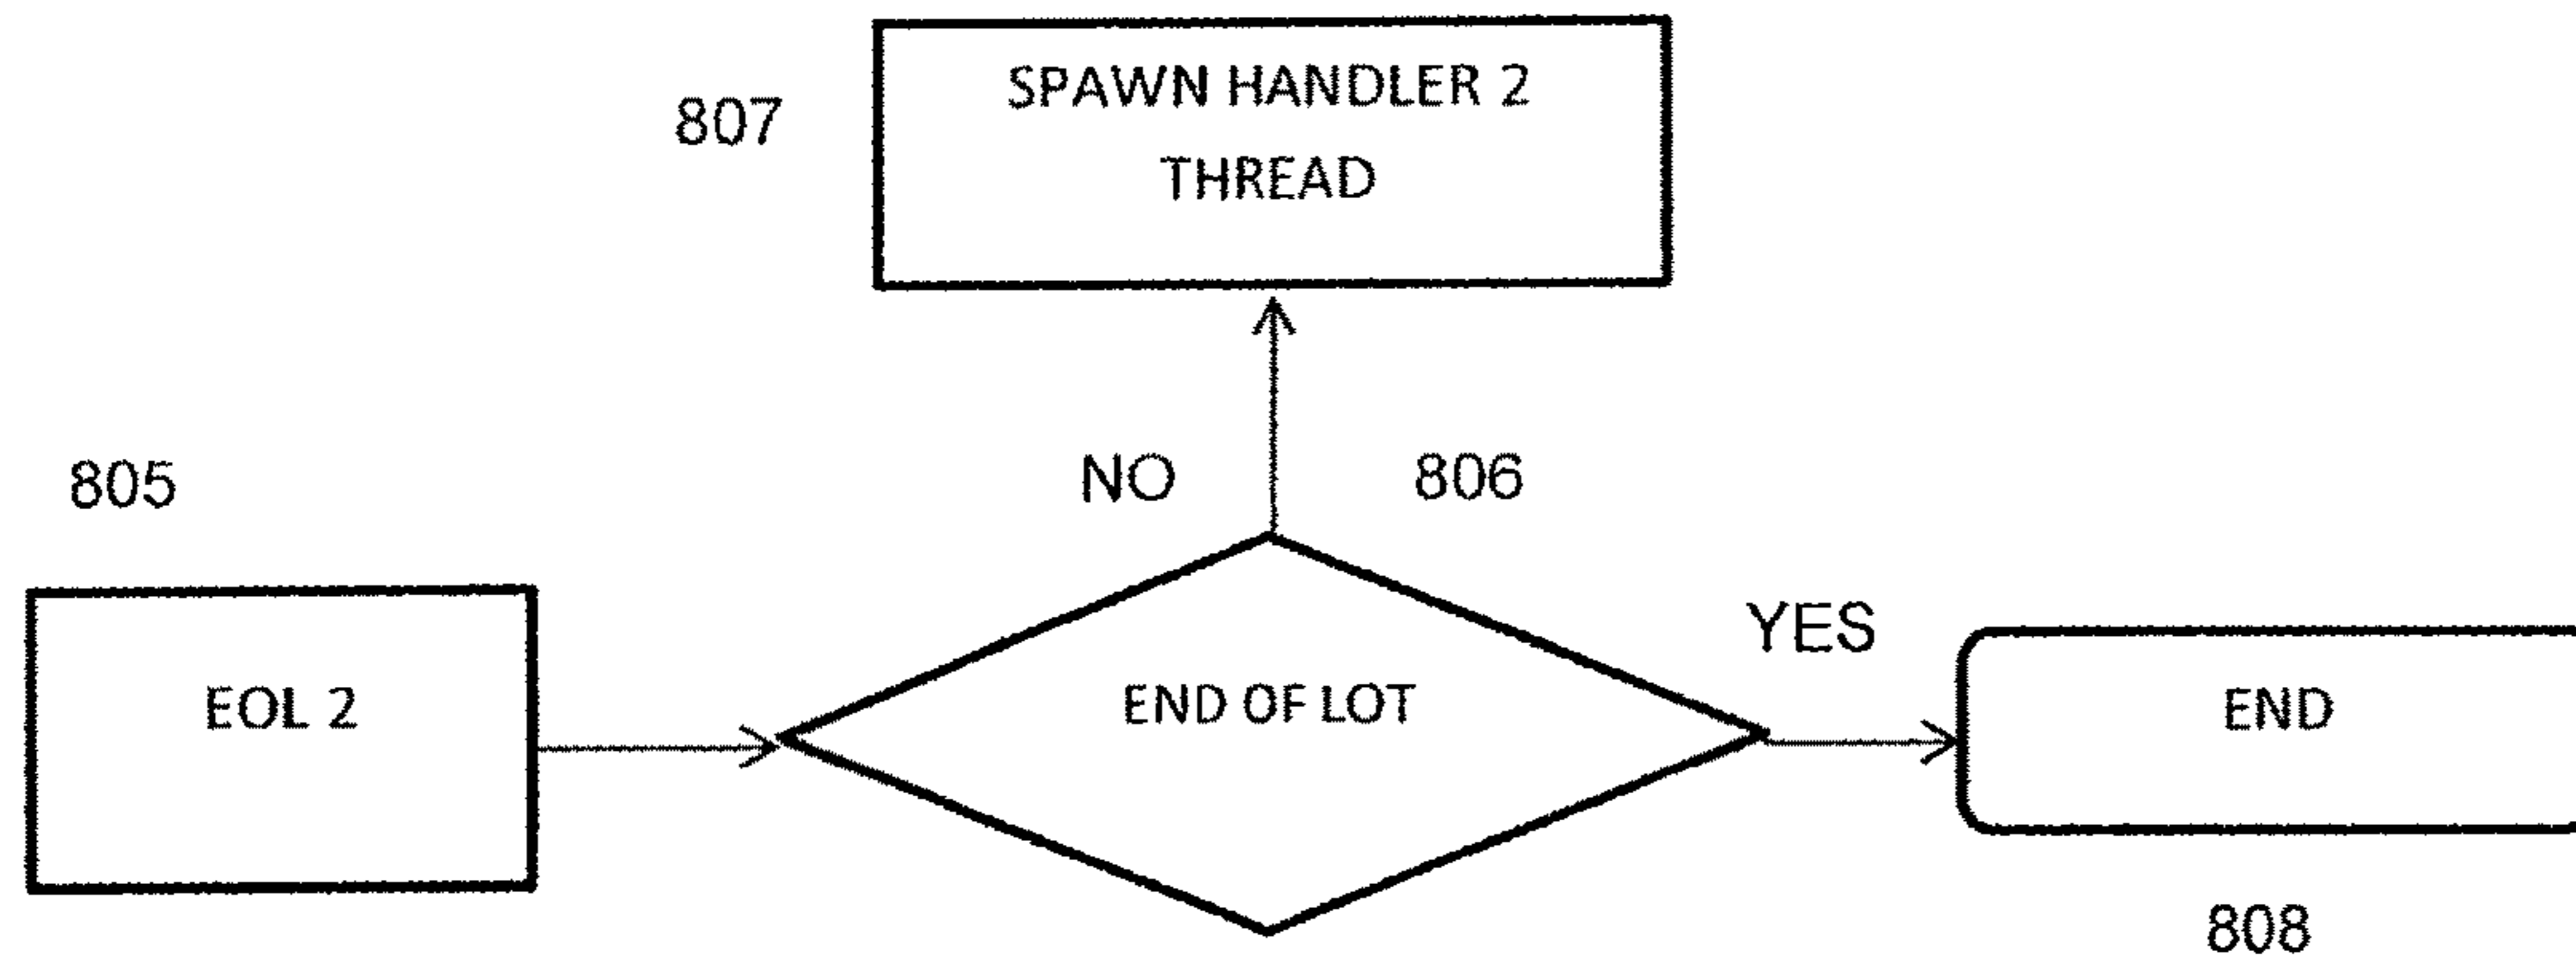 SPAWN HANDLER 2
THREAD
807
NO
806
805
YES
EOL 2
END OF LOT
END
808